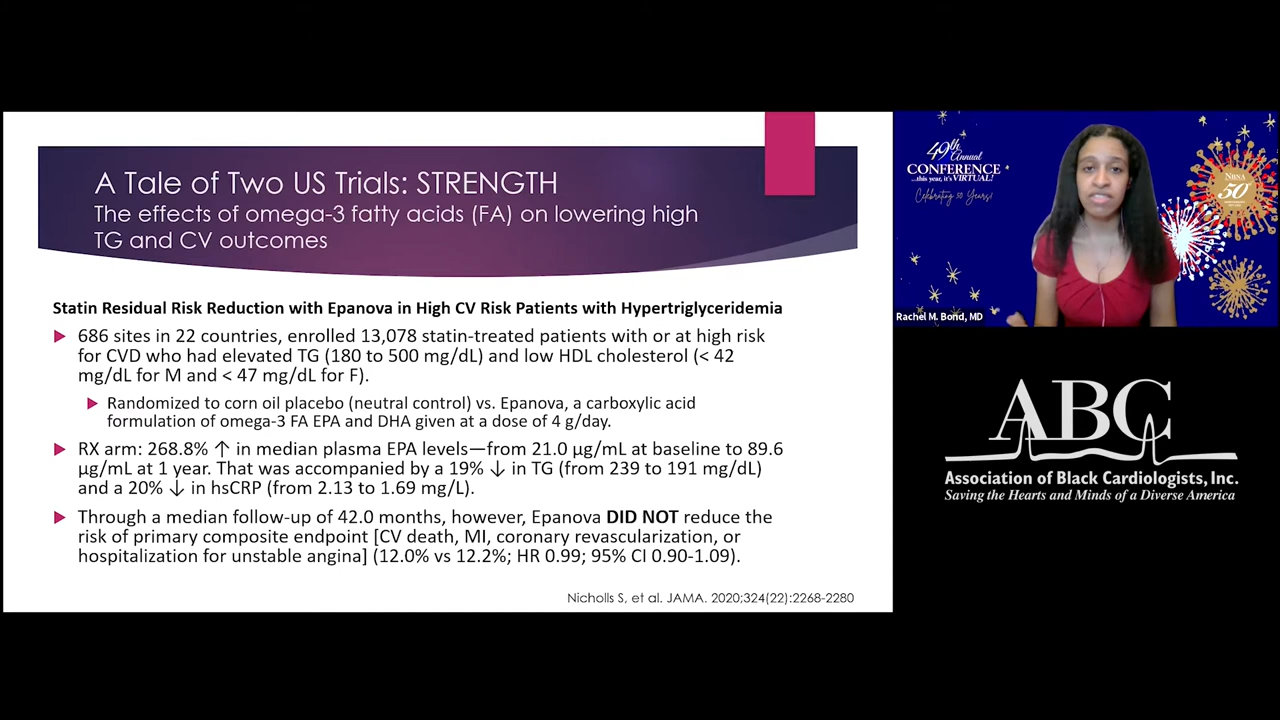 A Tale of Two US Trials: STRENGTH
The effects of omega-3 fatty acids (FA) on lowering high
TG and CV outcomes
Statin Residual Risk Reduction with Epanova in High CV Risk Patients with Hypertriglyceridemia
686 sites in 22 countries, enrolled 13,078 statin-treated patients with or at high risk
for CVD who had elevated TG (180 to 500 mg/dL) and low HDL cholesterol (< 42
mg/dL for M and < 47 mg/dL for F).
Randomized to corn oil placebo (neutral control) vs. Epanova, a carboxylic acid
formulation of omega-3 FA EPA and DHA given at a dose of 4 g/day.
RX arm: 268.8% ↑ in median plasma EPA levels—from 21.0 µg/mL at baseline to 89.6
µg/mL at 1 year. That was accompanied by a 19% ↓ in TG (from 239 to 191 mg/dL)
and a 20% ↓ in hsCRP (from 2.13 to 1.69 mg/L).
Through a median follow-up of 42.0 months, however, Epanova DID NOT reduce the
risk of primary composite endpoint [CV death, MI, coronary revascularization, or
hospitalization for unstable angina] (12.0% vs 12.2%; HR 0.99; 95% CI 0.90-1.09).
Nicholls S, et al. JAMA. 2020;324(22):2268-2280
49th Annual
CONFERENCE
...this year, it's VIRTUAL!
Celebrating 50 Years!
NBNA
50
Rachel M. Bond, MD
ABC
Association of Black Cardiologists, Inc.
Saving the Hearts and Minds of a Diverse America